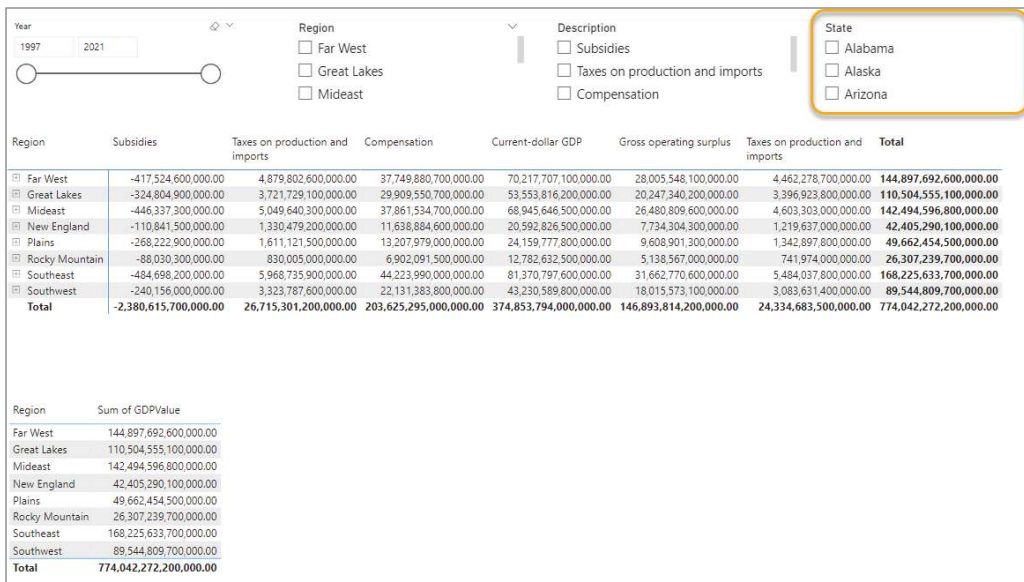 Year Region Description State
1997 2021 Far West Subsidies Alabama
Great Lakes Taxes on production and imports Alaska
Mideast Compensation Arizona
Region Subsidies Taxes on production and imports Compensation Current-dollar GDP Gross operating surplus Taxes on production and imports Total
Far West -417,524,600,000.00 4,879,802,600,000.00 37,749,880,700,000.00 70,217,707,100,000.00 28,005,548,100,000.00 4,462,278,700,000.00 144,897,692,600,000.00
Great Lakes -324,804,900,000.00 3,721,729,100,000.00 29,909,550,700,000.00 53,553,816,200,000.00 20,247,340,200,000.00 3,396,923,800,000.00 110,504,555,100,000.00
Mideast -446,337,300,000.00 5,049,640,300,000.00 37,861,534,700,000.00 68,945,646,500,000.00 26,480,809,600,000.00 4,603,303,000,000.00 142,494,596,800,000.00
New England -110,841,500,000.00 1,330,479,200,000.00 11,638,884,600,000.00 20,592,826,500,000.00 7,734,304,300,000.00 1,219,637,000,000.00 42,405,290,100,000.00
Plains -268,222,900,000.00 1,611,121,500,000.00 13,207,979,000,000.00 24,159,777,800,000.00 9,608,901,300,000.00 1,342,897,800,000.00 49,662,454,500,000.00
Rocky Mountain -88,030,300,000.00 830,005,000,000.00 6,902,091,500,000.00 12,782,632,500,000.00 5,138,567,000,000.00 741,974,000,000.00 26,307,239,700,000.00
Southeast -484,698,200,000.00 5,968,735,900,000.00 44,223,990,000,000.00 81,370,797,600,000.00 31,662,770,600,000.00 5,484,037,800,000.00 168,225,633,700,000.00
Southwest -240,156,000,000.00 3,323,787,600,000.00 22,131,383,800,000.00 43,230,589,800,000.00 18,015,573,100,000.00 3,083,631,400,000.00 89,544,809,700,000.00
Total -2,380,615,700,000.00 26,715,301,200,000.00 203,625,295,000,000.00 374,853,794,000,000.00 146,893,814,200,000.00 24,334,683,500,000.00 774,042,272,200,000.00
Region Sum of GDPValue
Far West 144,897,692,600,000.00
Great Lakes 110,504,555,100,000.00
Mideast 142,494,596,800,000.00
New England 42,405,290,100,000.00
Plains 49,662,454,500,000.00
Rocky Mountain 26,307,239,700,000.00
Southeast 168,225,633,700,000.00
Southwest 89,544,809,700,000.00
Total 774,042,272,200,000.00